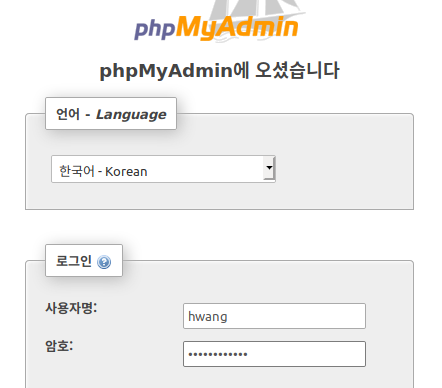 phpMyAdmin
phpMyAdmin에 오셨습니다
언어 - Language
한국어 - Korean
로그인
사용자명:
hwang
암호:
••••••••••••